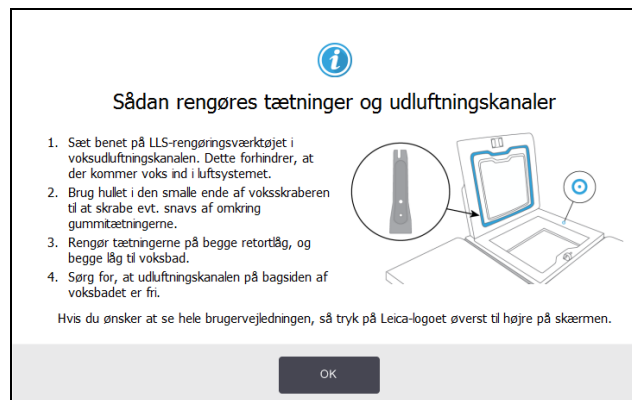 Sådan rengøres tætninger og udluftningskanaler
1. Sæt benet på LLS-rengøringsværktøjet i
voksudluftningskanalen. Dette forhindrer, at
der kommer voks ind i luftsystemet.
2. Brug hullet i den smalle ende af voksskraberen
til at skrabe evt. snavs af omkring
gummitætningerne.
3. Rengør tætningerne på begge retortlåg, og
begge låg til voksbad.
4. Sørg for, at udluftningskanalen på bagsiden af
voksbadet er fri.
Hvis du ønsker at se hele brugervejledningen, så tryk på Leica-logoet øverst til højre på skærmen.
OK